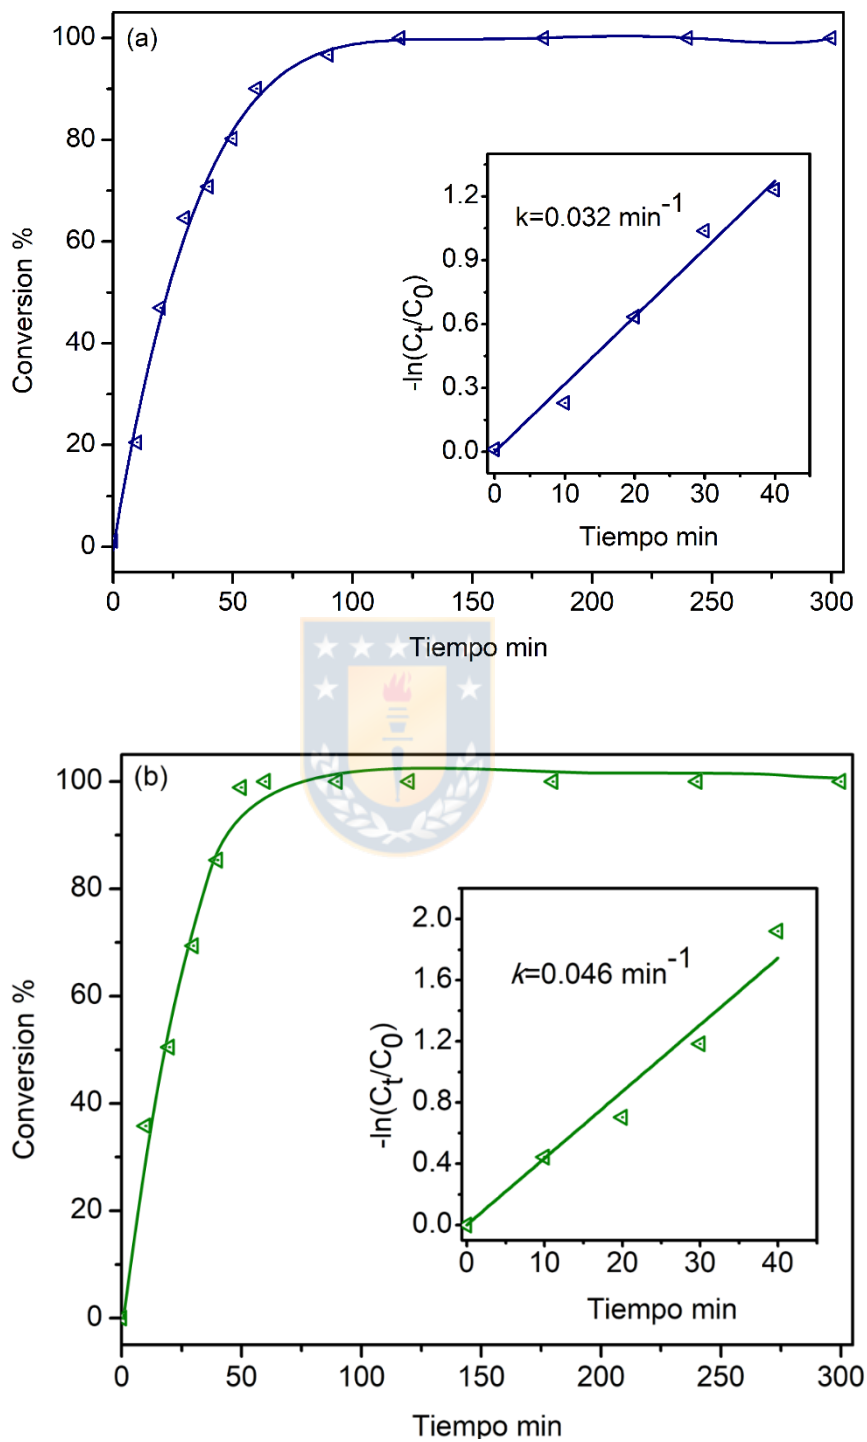 (a)
100
80
60
40
20
0
Conversion %
0 50 100 150 200 250 300
Tiempo min
k=0.032 min-1
1.2
0.9
0.6
0.3
0.0
-ln(Ct/C0)
0 10 20 30 40
Tiempo min
(b)
100
80
60
40
20
0
Conversion %
0 50 100 150 200 250 300
Tiempo min
k=0.046 min-1
2.0
1.6
1.2
0.8
0.4
0.0
-ln(Ct/C0)
0 10 20 30 40
Tiempo min